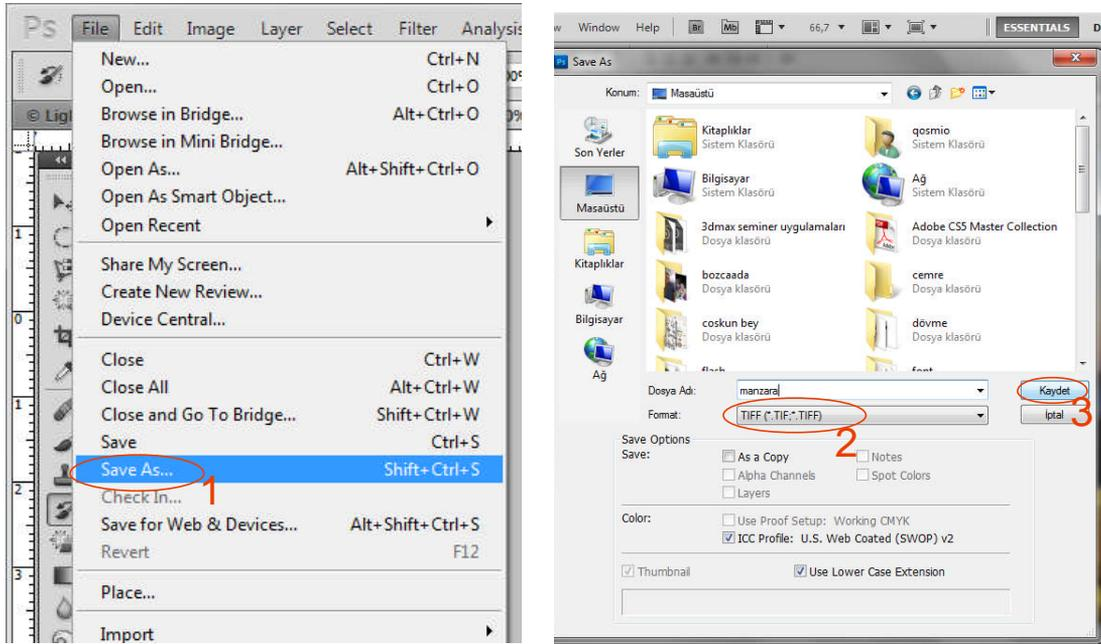 Ps File Edit Image Layer Select Filter Analysis
New... Ctrl+N
Open... Ctrl+O
Browse in Bridge... Alt+Ctrl+O
Browse in Mini Bridge...
Open As... Alt+Shift+Ctrl+O
Open As Smart Object...
Open Recent
Share My Screen...
Create New Review...
Device Central...
Close Ctrl+W
Close All Alt+Ctrl+W
Close and Go To Bridge... Shift+Ctrl+W
Save Ctrl+S
Save As... Shift+Ctrl+S
1
Check In...
Save for Web & Devices... Alt+Shift+Ctrl+S
Revert F12
Place...
Import
1
0
1
2
3
w Window Help Br Mb 66,7 ESSENTIALS D
Ps Save As
Konum: Masaüstü
Son Yerler
Masaüstü
Kitaplıklar
Bilgisayar
Ağ
Kitaplıklar
Sistem Klasörü
qosmio
Sistem Klasörü
Bilgisayar
Sistem Klasörü
Ağ
Sistem Klasörü
3dmax seminer uygulamaları
Dosya klasörü
Adobe CS5 Master Collection
Dosya klasörü
bozcaada
Dosya klasörü
cemre
Dosya klasörü
coskun bey
Dosya klasörü
dövme
Dosya klasörü
Dosya Adı: manzara Kaydet
Format: TIFF (*.TIF;*.TIFF) İptal
2
3
Save Options
Save: As a Copy Notes
Alpha Channels Spot Colors
Layers
Color: Use Proof Setup: Working CMYK
ICC Profile: U.S. Web Coated (SWOP) v2
Thumbnail Use Lower Case Extension